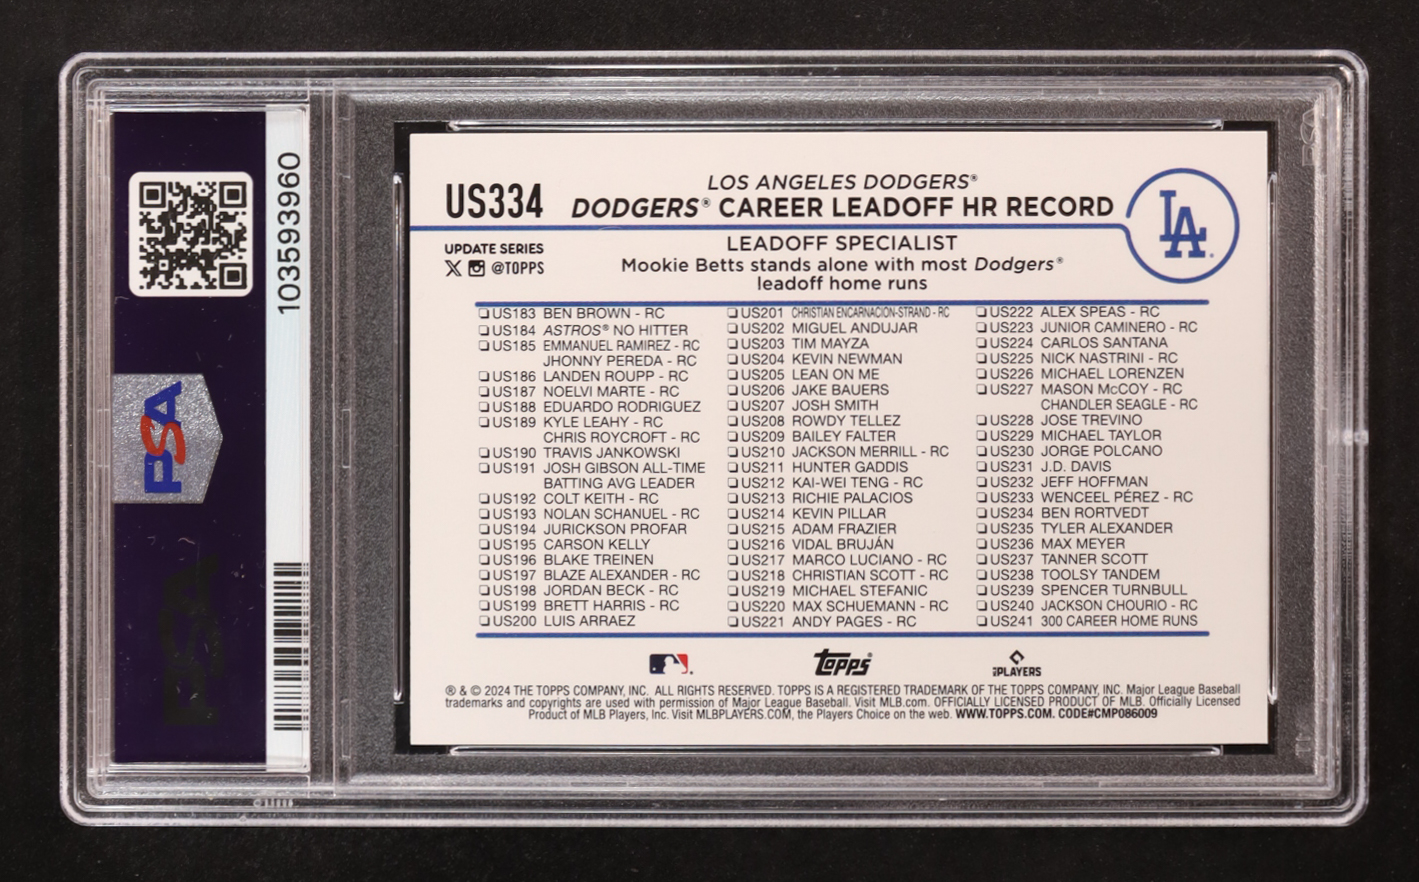 PSA
103593960
PSA
US334
LOS ANGELES DODGERS®
DODGERS® CAREER LEADOFF HR RECORD
LA
UPDATE SERIES
@TOPPS
LEADOFF SPECIALIST
Mookie Betts stands alone with most Dodgers®
leadoff home runs
US183 BEN BROWN - RC
US184 ASTROS® NO HITTER
US185 EMMANUEL RAMIREZ - RC
JHONNY PEREDA - RC
US186 LANDEN ROUPP - RC
US187 NOELVI MARTE - RC
US188 EDUARDO RODRIGUEZ
US189 KYLE LEAHY - RC
CHRIS ROYCROFT - RC
US190 TRAVIS JANKOWSKI
US191 JOSH GIBSON ALL-TIME
BATTING AVG LEADER
US192 COLT KEITH - RC
US193 NOLAN SCHANUEL - RC
US194 JURICKSON PROFAR
US195 CARSON KELLY
US196 BLAKE TREINEN
US197 BLAZE ALEXANDER - RC
US198 JORDAN BECK - RC
US199 BRETT HARRIS - RC
US200 LUIS ARRAEZ
US201 CHRISTIAN ENCARNACION-STRAND - RC
US202 MIGUEL ANDUJAR
US203 TIM MAYZA
US204 KEVIN NEWMAN
US205 LEAN ON ME
US206 JAKE BAUERS
US207 JOSH SMITH
US208 ROWDY TELLEZ
US209 BAILEY FALTER
US210 JACKSON MERRILL - RC
US211 HUNTER GADDIS
US212 KAI-WEI TENG - RC
US213 RICHIE PALACIOS
US214 KEVIN PILLAR
US215 ADAM FRAZIER
US216 VIDAL BRUJÁN
US217 MARCO LUCIANO - RC
US218 CHRISTIAN SCOTT - RC
US219 MICHAEL STEFANIC
US220 MAX SCHUEMANN - RC
US221 ANDY PAGES - RC
US222 ALEX SPEAS - RC
US223 JUNIOR CAMINERO - RC
US224 CARLOS SANTANA
US225 NICK NASTRINI - RC
US226 MICHAEL LORENZEN
US227 MASON McCOY - RC
CHANDLER SEAGLE - RC
US228 JOSE TREVINO
US229 MICHAEL TAYLOR
US230 JORGE POLCANO
US231 J.D. DAVIS
US232 JEFF HOFFMAN
US233 WENCEEL PÉREZ - RC
US234 BEN RORTVEDT
US235 TYLER ALEXANDER
US236 MAX MEYER
US237 TANNER SCOTT
US238 TOOLSY TANDEM
US239 SPENCER TURNBULL
US240 JACKSON CHOURIO - RC
US241 300 CAREER HOME RUNS
Topps®
PLAYERS
® & © 2024 THE TOPPS COMPANY, INC. ALL RIGHTS RESERVED. TOPPS IS A REGISTERED TRADEMARK OF THE TOPPS COMPANY, INC. Major League Baseball
trademarks and copyrights are used with permission of Major League Baseball. Visit MLB.com. OFFICIALLY LICENSED PRODUCT OF MLB. Officially Licensed
Product of MLB Players, Inc. Visit MLBPLAYERS.COM, the Players Choice on the web. WWW.TOPPS.COM. CODE#CMP086009